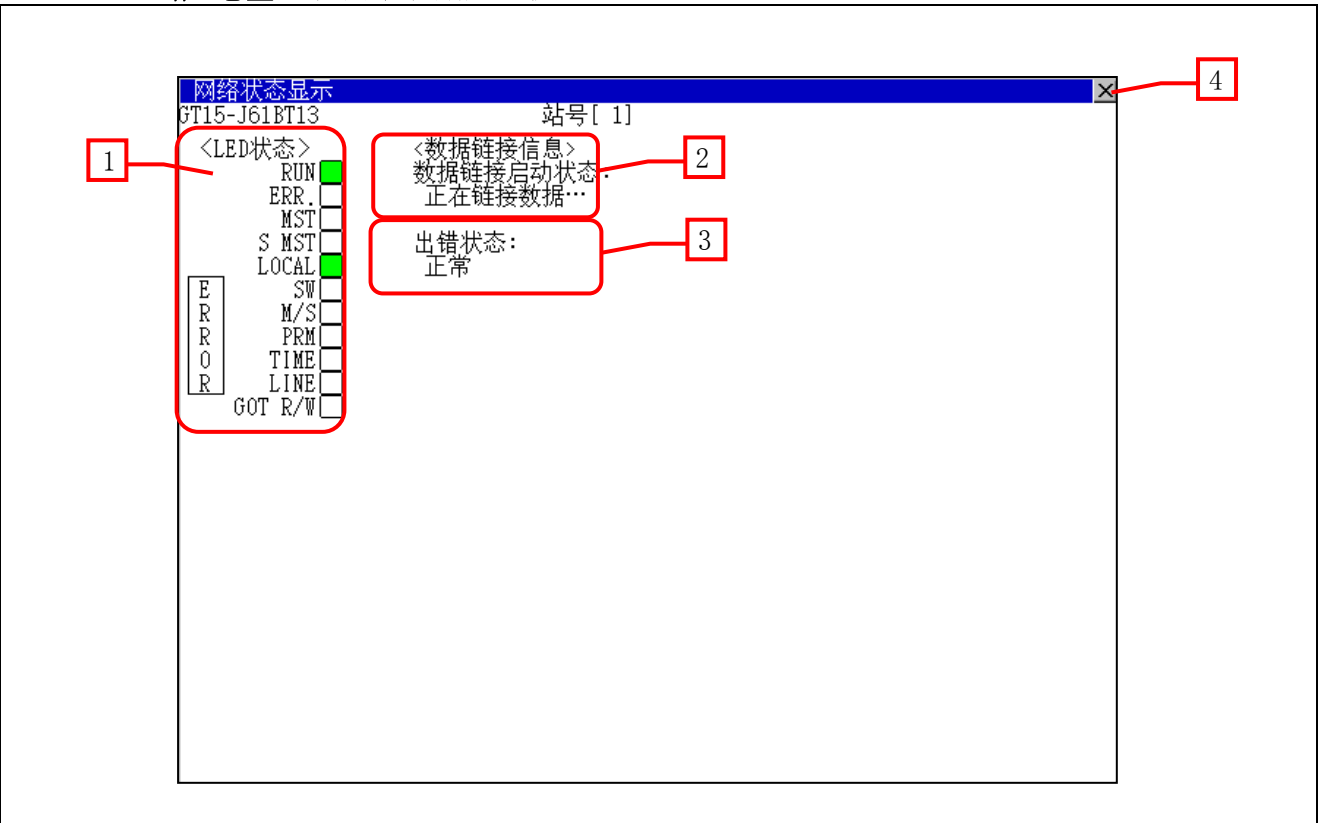 网络状态显示
4
GT15-J61BT13 站号[ 1]
1
<LED状态>
RUN
ERR.
MST
S MST
LOCAL
SW
M/S
PRM
TIME
LINE
GOT R/W
ERROR
<数据链接信息>
数据链接启动状态:
正在链接数据…
2
出错状态:
正常
3